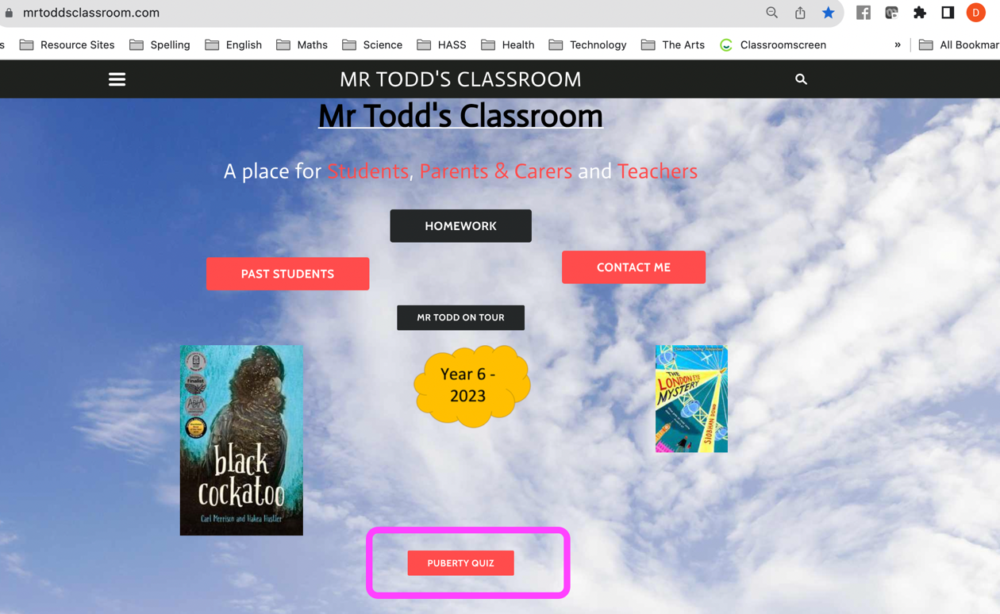 mrtoddsclassroom.com
D
s Resource Sites Spelling English Maths Science HASS Health Technology The Arts Classroomscreen » All Bookmar
MR TODD'S CLASSROOM
Mr Todd's Classroom
A place for Students, Parents & Carers and Teachers
HOMEWORK
PAST STUDENTS
CONTACT ME
MR TODD ON TOUR
finalist
black
cockatoo
Carl Merrison and Hakea Hustler
Year 6 -
2023
THE
LONDON EYE
MYSTERY
SIOBHAN DOWD
PUBERTY QUIZ